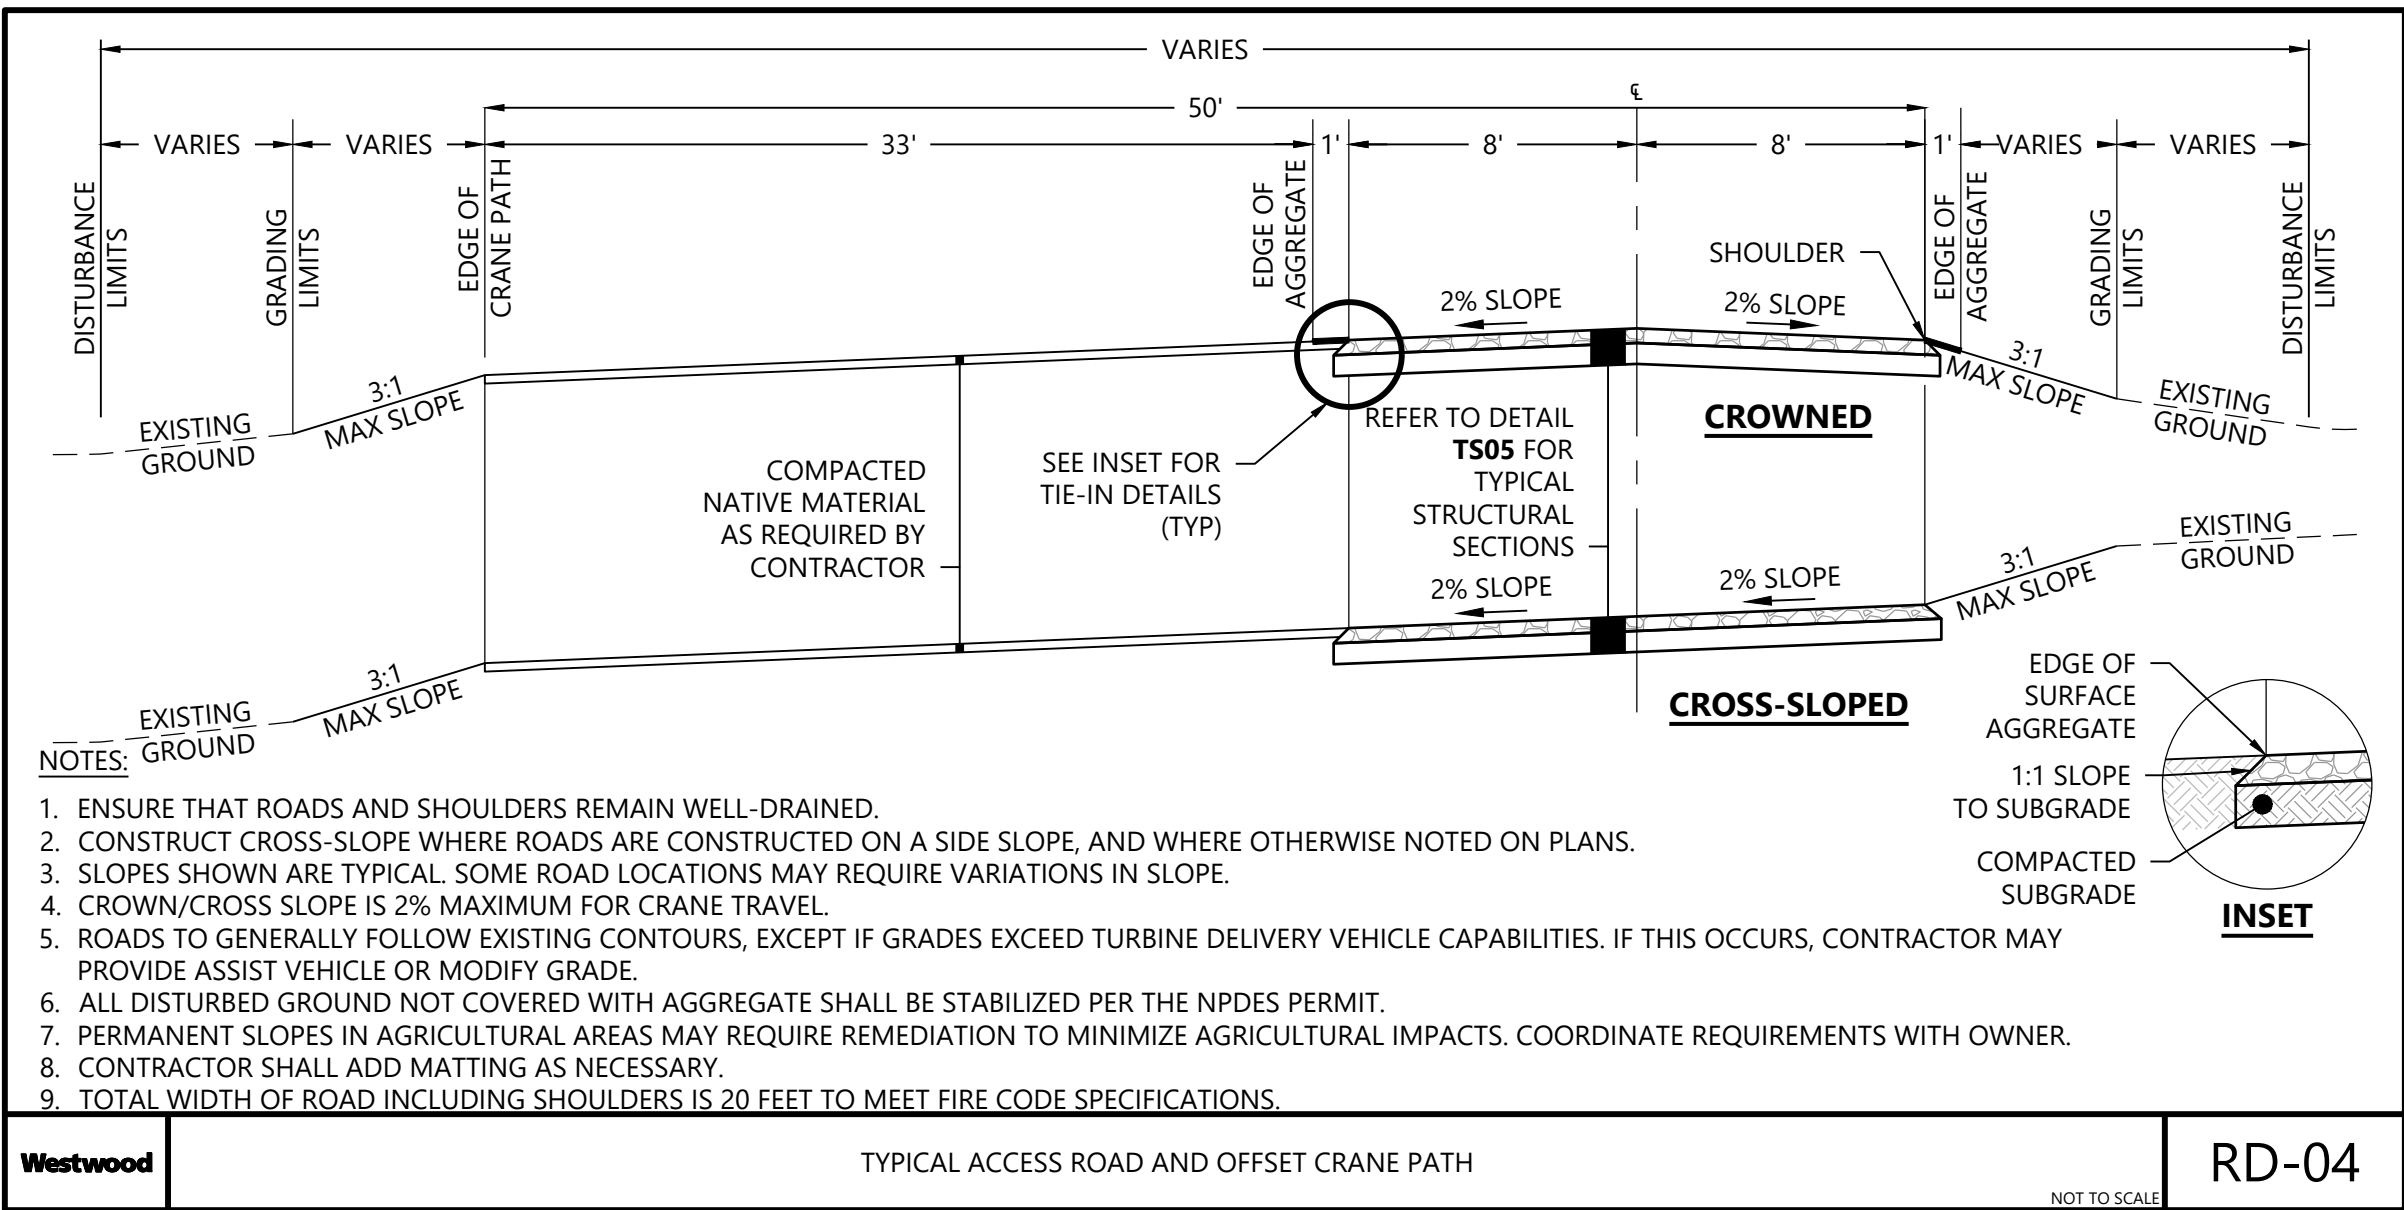 VARIES
50'
℄
VARIES
VARIES
33'
1'
8'
8'
1'
VARIES
VARIES
DISTURBANCE
LIMITS
GRADING
LIMITS
EDGE OF
CRANE PATH
EDGE OF
AGGREGATE
SHOULDER
EDGE OF
AGGREGATE
GRADING
LIMITS
DISTURBANCE
LIMITS
2% SLOPE
2% SLOPE
3:1
MAX SLOPE
EXISTING
GROUND
3:1
MAX SLOPE
EXISTING
GROUND
CROWNED
COMPACTED
NATIVE MATERIAL
AS REQUIRED BY
CONTRACTOR
SEE INSET FOR
TIE-IN DETAILS
(TYP)
REFER TO DETAIL
TS05 FOR
TYPICAL
STRUCTURAL
SECTIONS
2% SLOPE
2% SLOPE
3:1
MAX SLOPE
EXISTING
GROUND
3:1
MAX SLOPE
EXISTING
GROUND
CROSS-SLOPED
EDGE OF
SURFACE
AGGREGATE
1:1 SLOPE
TO SUBGRADE
COMPACTED
SUBGRADE
INSET
NOTES:
1. ENSURE THAT ROADS AND SHOULDERS REMAIN WELL-DRAINED.
2. CONSTRUCT CROSS-SLOPE WHERE ROADS ARE CONSTRUCTED ON A SIDE SLOPE, AND WHERE OTHERWISE NOTED ON PLANS.
3. SLOPES SHOWN ARE TYPICAL. SOME ROAD LOCATIONS MAY REQUIRE VARIATIONS IN SLOPE.
4. CROWN/CROSS SLOPE IS 2% MAXIMUM FOR CRANE TRAVEL.
5. ROADS TO GENERALLY FOLLOW EXISTING CONTOURS, EXCEPT IF GRADES EXCEED TURBINE DELIVERY VEHICLE CAPABILITIES. IF THIS OCCURS, CONTRACTOR MAY
PROVIDE ASSIST VEHICLE OR MODIFY GRADE.
6. ALL DISTURBED GROUND NOT COVERED WITH AGGREGATE SHALL BE STABILIZED PER THE NPDES PERMIT.
7. PERMANENT SLOPES IN AGRICULTURAL AREAS MAY REQUIRE REMEDIATION TO MINIMIZE AGRICULTURAL IMPACTS. COORDINATE REQUIREMENTS WITH OWNER.
8. CONTRACTOR SHALL ADD MATTING AS NECESSARY.
9. TOTAL WIDTH OF ROAD INCLUDING SHOULDERS IS 20 FEET TO MEET FIRE CODE SPECIFICATIONS.
Westwood
TYPICAL ACCESS ROAD AND OFFSET CRANE PATH
NOT TO SCALE
RD-04